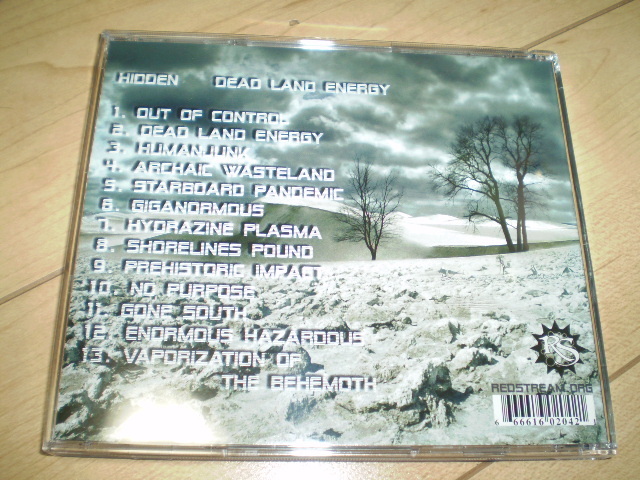 HIDDEN DEAD LAND ENERGY
1. OUT OF CONTROL
2. DEAD LAND ENERGY
3. HUMAN JUNK
4. ARCHAIC WASTELAND
5. STARBOARD PANDEMIC
6. GIGANORMOUS
7. HYDRAZINE PLASMA
8. SHORELINES POUND
9. PREHISTORIC IMPACT
10. NO PURPOSE
11. GONE SOUTH
12. ENORMOUS HAZARDOUS
13. VAPORIZATION OF
THE BEHEMOTH
RS
REDSTREAM.ORG
6 66616 02042